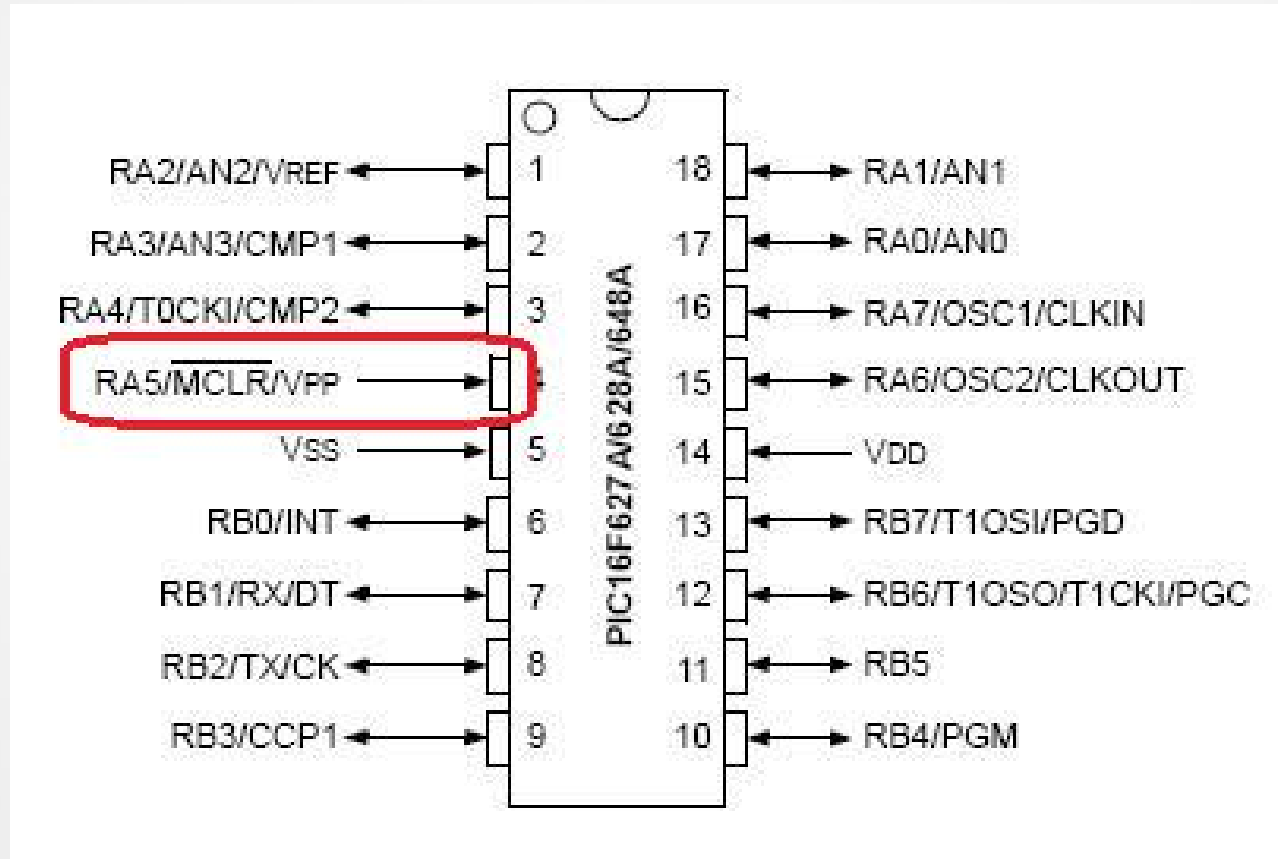 RA2/AN2/VREF 1 18 RA1/AN1
RA3/AN3/CMP1 2 17 RA0/AN0
RA4/T0CKI/CMP2 3 16 RA7/OSC1/CLKIN
RA5/MCLR/VPP 4 15 RA6/OSC2/CLKOUT
VSS 5 14 VDD
RB0/INT 6 13 RB7/T1OSI/PGD
RB1/RX/DT 7 12 RB6/T1OSO/T1CKI/PGC
RB2/TX/CK 8 11 RB5
RB3/CCP1 9 10 RB4/PGM
PIC16F627A/628A/648A